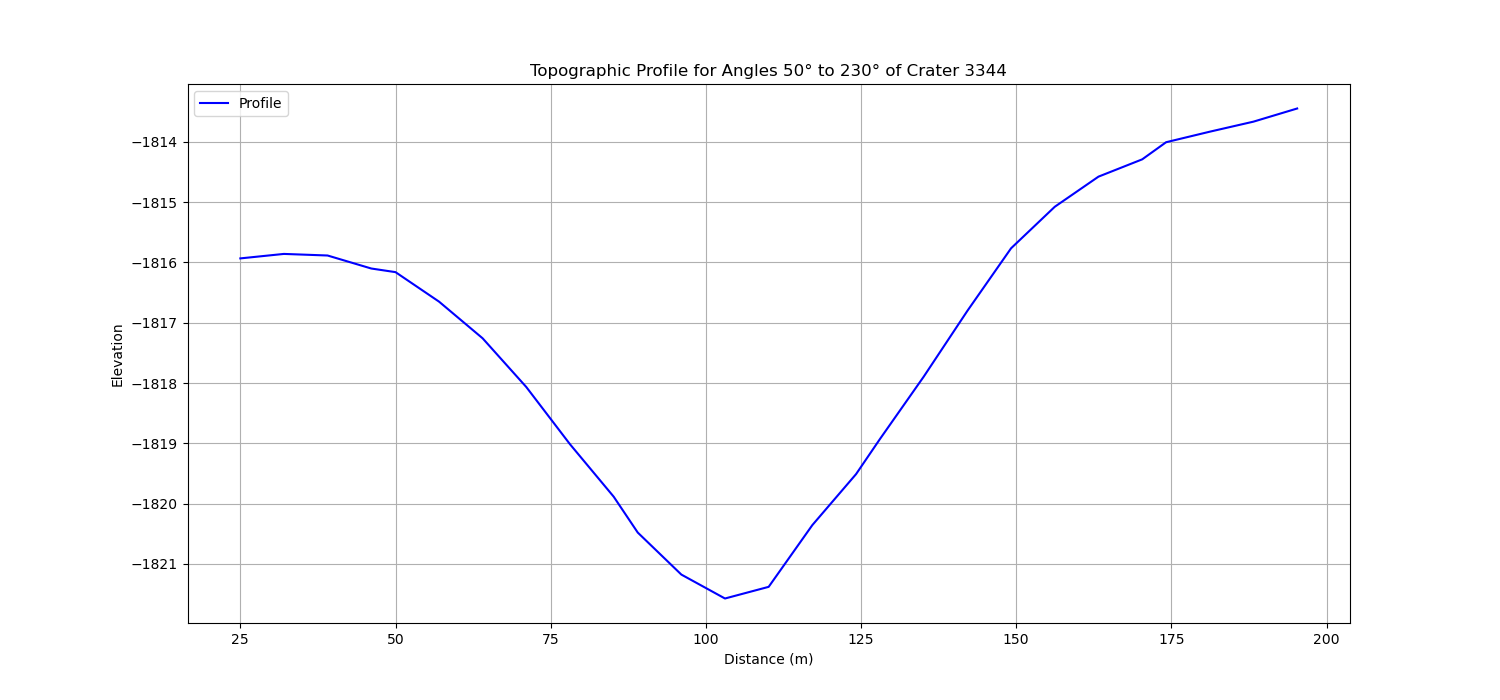 Topographic Profile for Angles 50° to 230° of Crater 3344
Profile
−1814
−1815
−1816
−1817
−1818
−1819
−1820
−1821
Elevation
25 50 75 100 125 150 175 200
Distance (m)